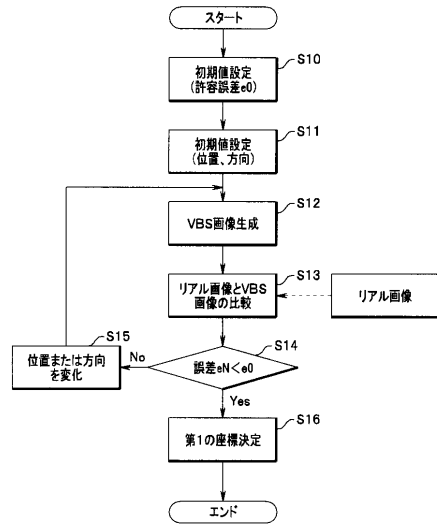 スタート
S10
初期値設定
(許容誤差e0)
S11
初期値設定
(位置、方向)
S12
VBS画像生成
S13
リアル画像とVBS
画像の比較
リアル画像
S15
位置または方向
を変化
No
S14
誤差eN<e0
Yes
S16
第1の座標決定
エンド